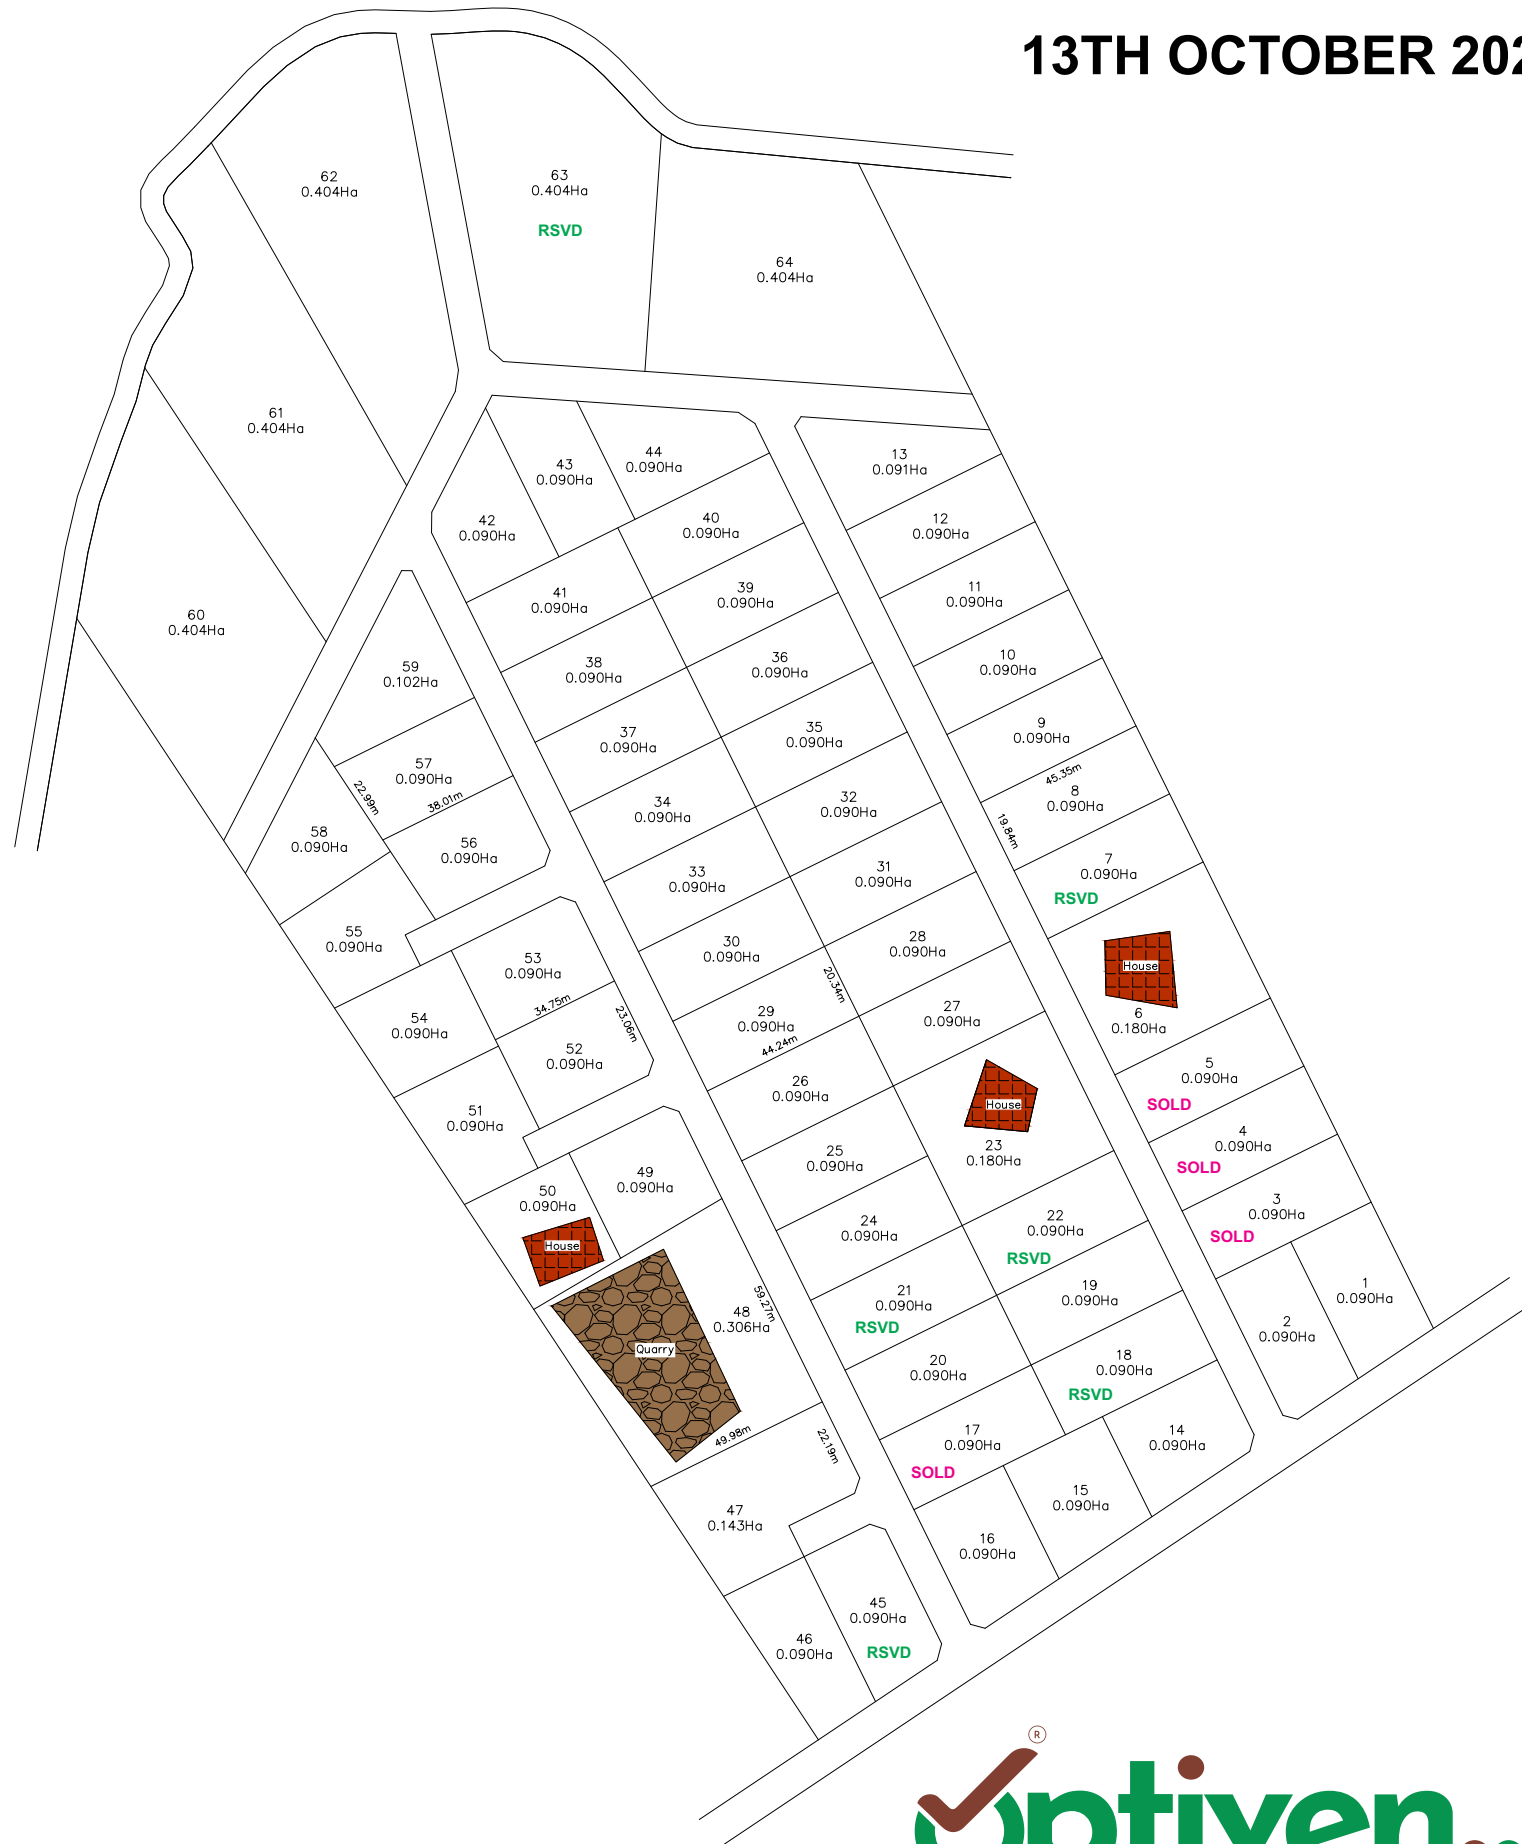 13TH OCTOBER 202
62
0.404Ha
63
0.404Ha
RSVD
64
0.404Ha
61
0.404Ha
60
0.404Ha
44
0.090Ha
43
0.090Ha
42
0.090Ha
13
0.091Ha
12
0.090Ha
40
0.090Ha
41
0.090Ha
39
0.090Ha
11
0.090Ha
10
0.090Ha
38
0.090Ha
36
0.090Ha
59
0.102Ha
37
0.090Ha
35
0.090Ha
9
0.090Ha
45.35m
8
0.090Ha
19.84m
57
0.090Ha
38.01m
22.99m
58
0.090Ha
56
0.090Ha
34
0.090Ha
32
0.090Ha
33
0.090Ha
31
0.090Ha
7
0.090Ha
RSVD
55
0.090Ha
53
0.090Ha
34.75m
23.06m
30
0.090Ha
28
0.090Ha
20.34m
House
6
0.180Ha
54
0.090Ha
52
0.090Ha
29
0.090Ha
44.24m
27
0.090Ha
5
0.090Ha
SOLD
26
0.090Ha
House
23
0.180Ha
51
0.090Ha
4
0.090Ha
SOLD
25
0.090Ha
49
0.090Ha
50
0.090Ha
House
24
0.090Ha
22
0.090Ha
RSVD
3
0.090Ha
SOLD
1
0.090Ha
2
0.090Ha
59.27m
48
0.306Ha
Quarry
21
0.090Ha
RSVD
19
0.090Ha
20
0.090Ha
18
0.090Ha
RSVD
49.98m
22.19m
17
0.090Ha
SOLD
14
0.090Ha
15
0.090Ha
16
0.090Ha
47
0.143Ha
45
0.090Ha
RSVD
46
0.090Ha
R
Optiven